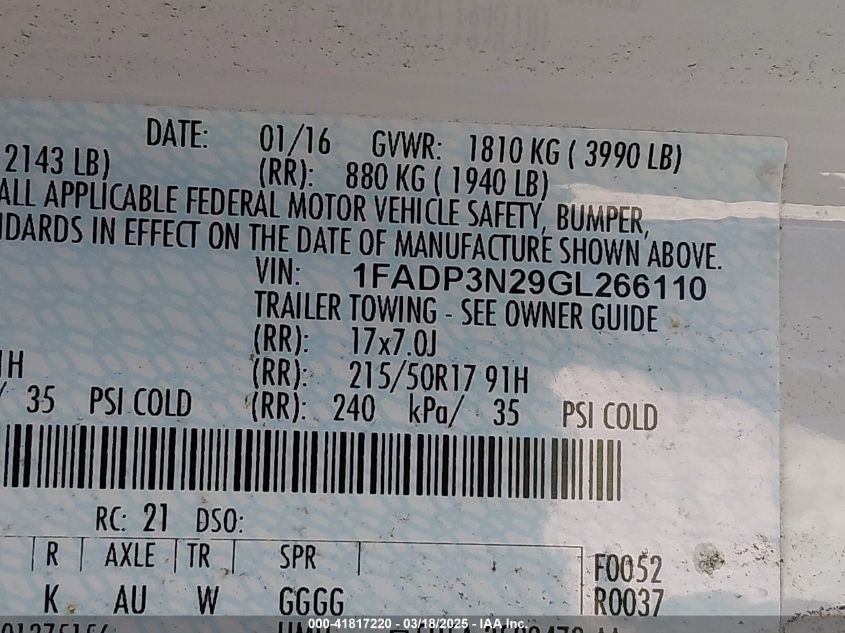 DATE: 01/16 GVWR: 1810 KG ( 3990 LB)
2143 LB) (RR): 880 KG ( 1940 LB)
ALL APPLICABLE FEDERAL MOTOR VEHICLE SAFETY, BUMPER,
NDARDS IN EFFECT ON THE DATE OF MANUFACTURE SHOWN ABOVE.
VIN: 1FADP3N29GL266110
TRAILER TOWING - SEE OWNER GUIDE
(RR): 17x7.0J
1H (RR): 215/50R17 91H
/ 35 PSI COLD (RR): 240 kPa/ 35 PSI COLD
RC: 21 DSO:
R AXLE TR SPR F0052
K AU W GGGG R0037
000-41817220 - 03/18/2025 - IAA Inc.